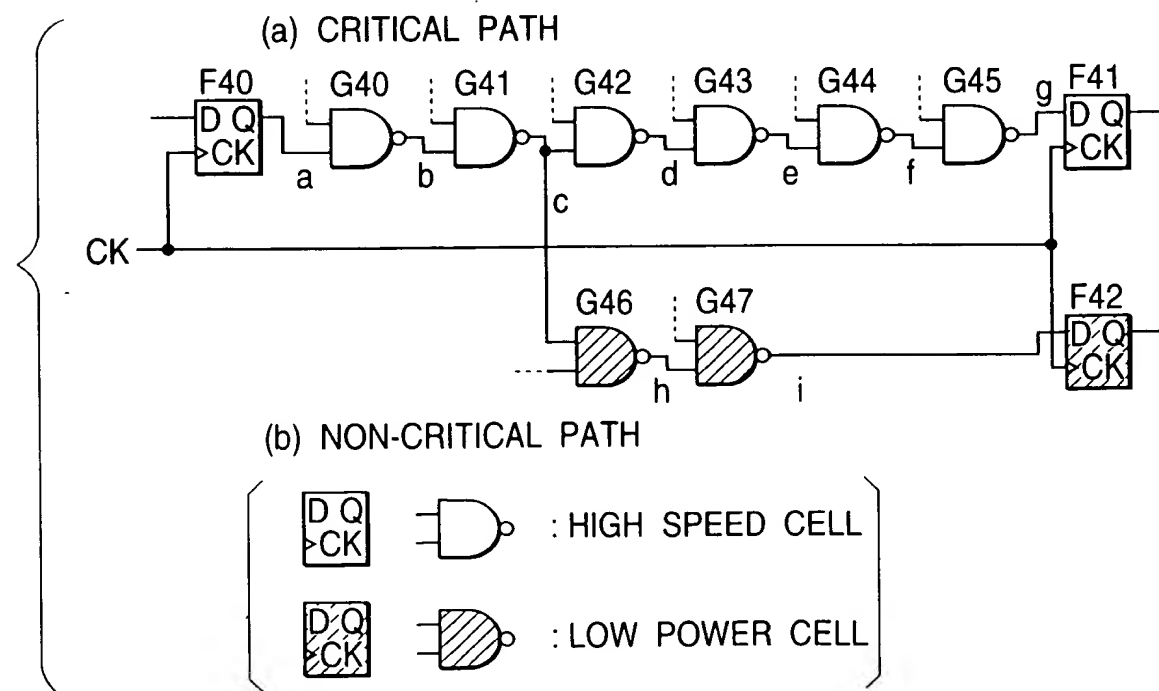 (a) CRITICAL PATH
F40 G40 G41 G42 G43 G44 G45 g F41
D Q D Q
CK CK
a b c d e f
CK
G46 G47 F42
D Q
CK
h i
(b) NON-CRITICAL PATH
D Q
CK : HIGH SPEED CELL
D Q
CK : LOW POWER CELL